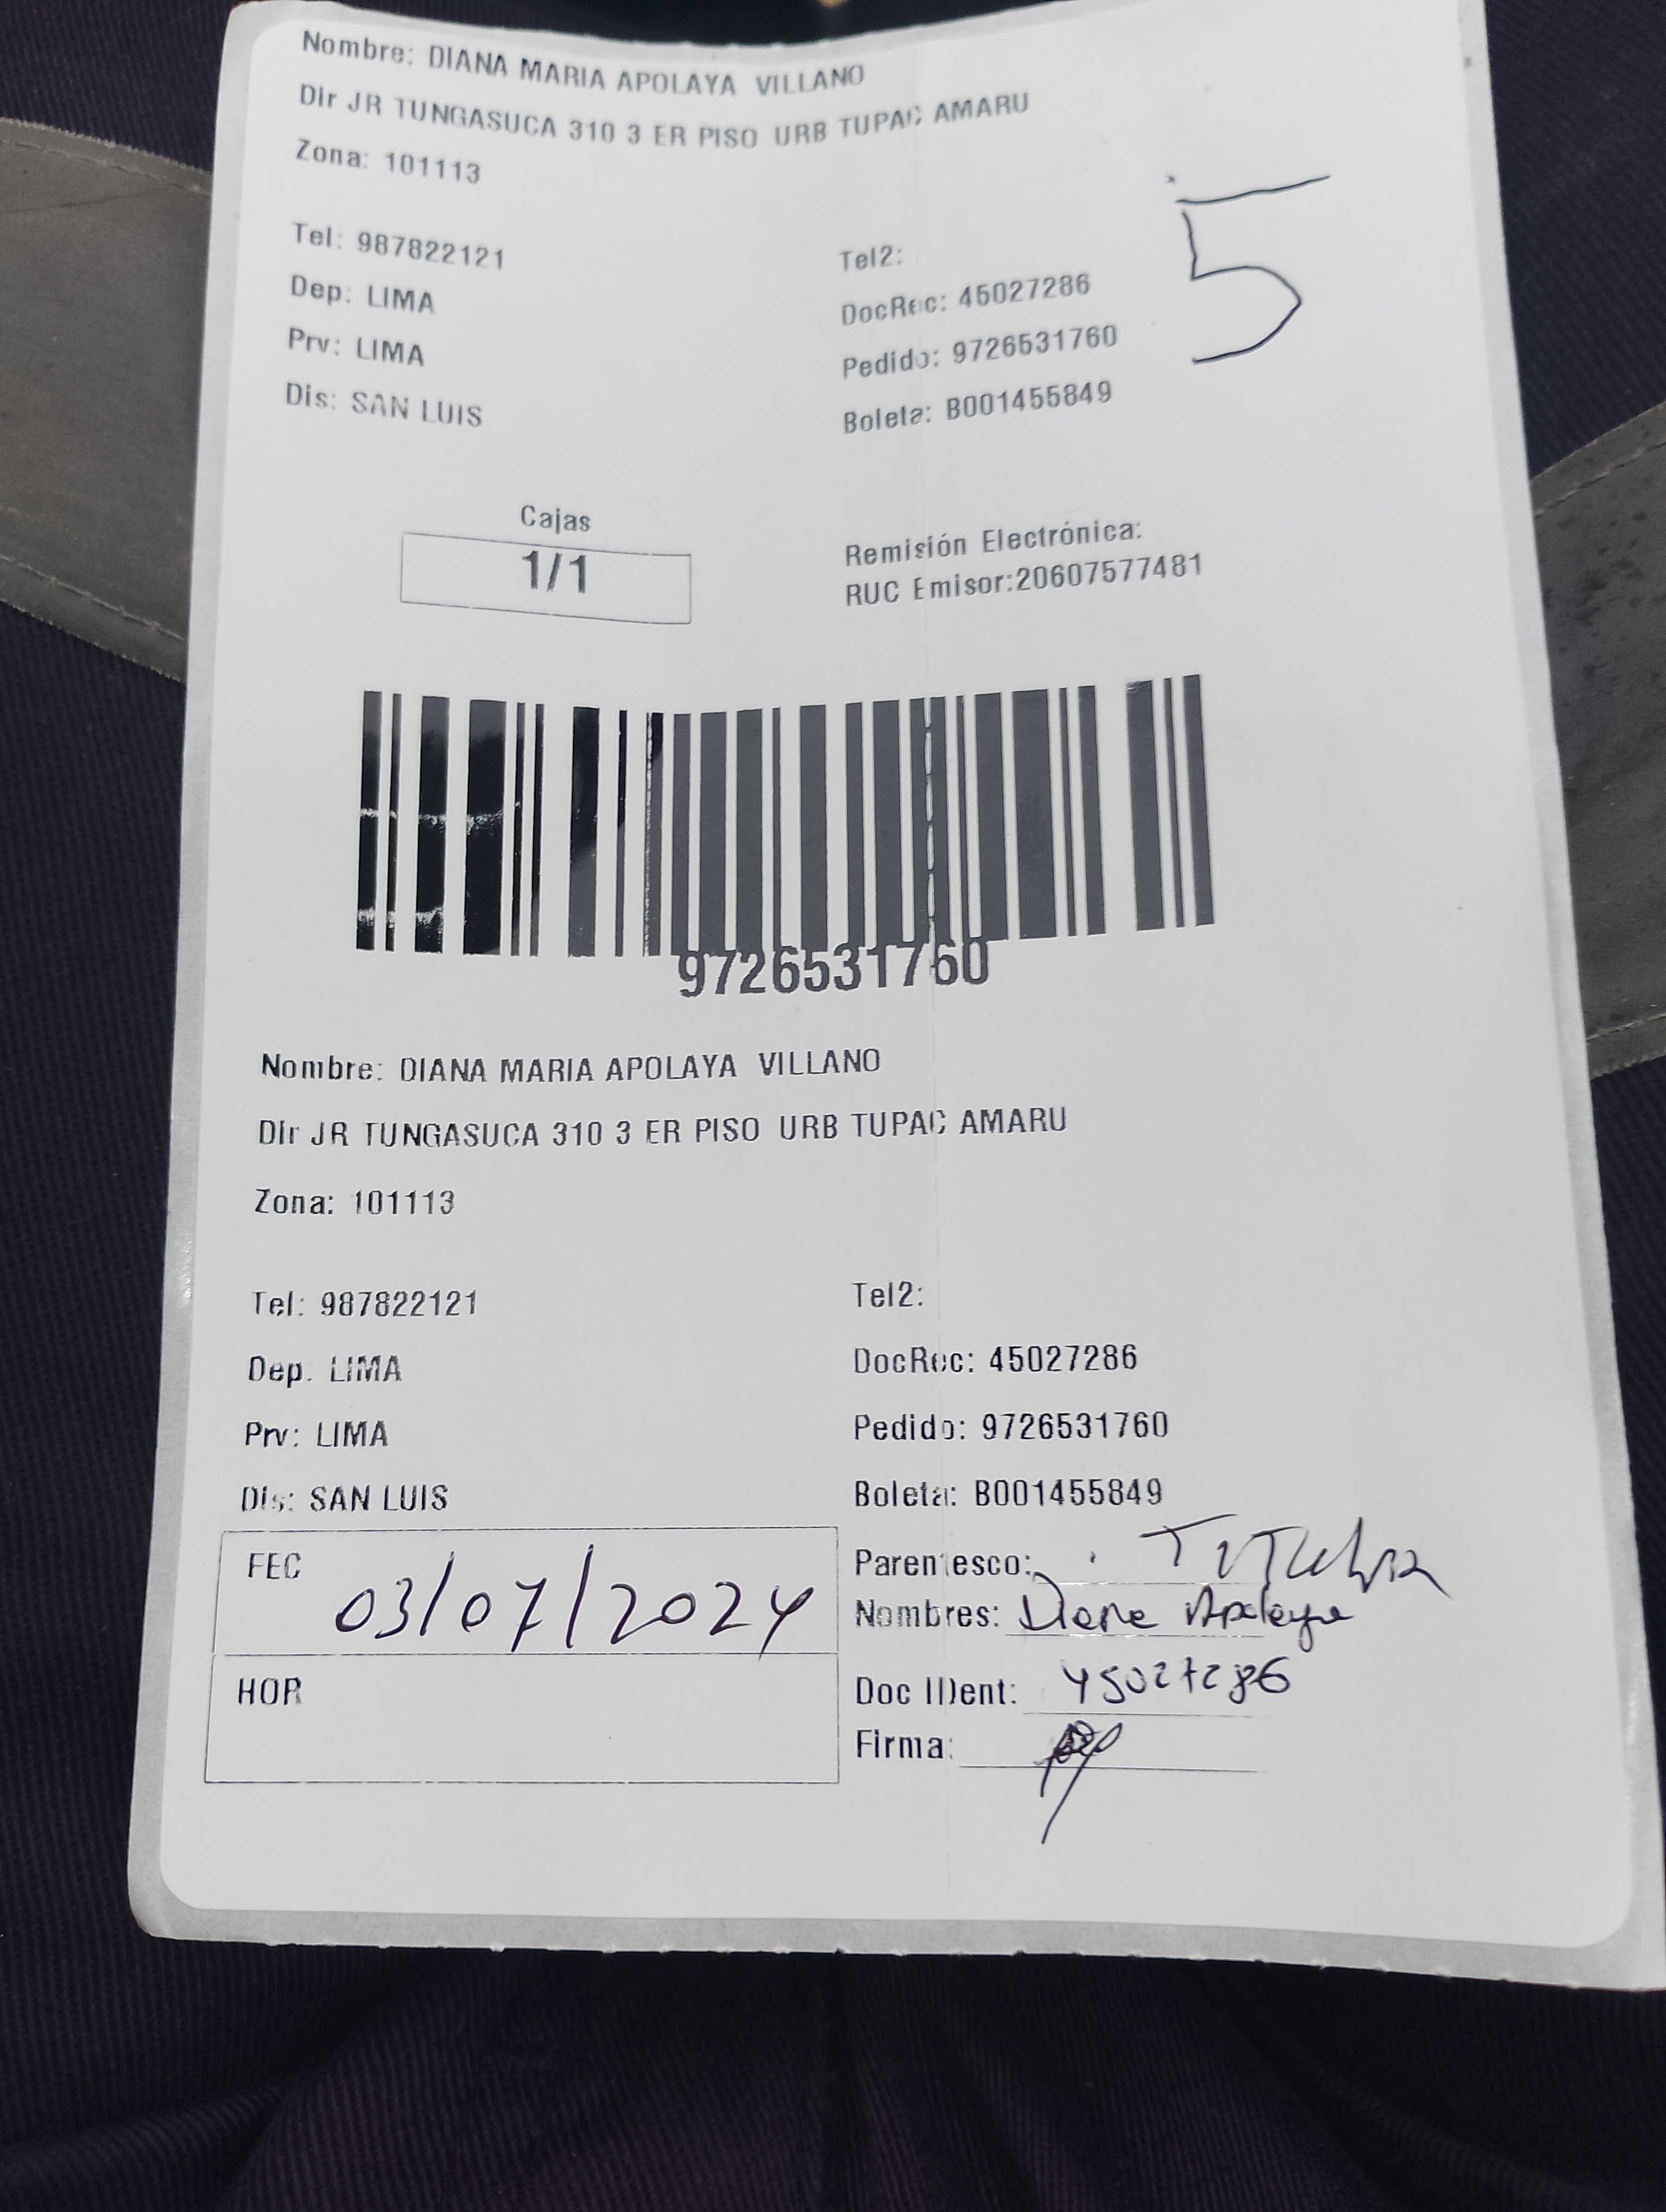 Nombre: DIANA MARIA APOLAYA VILLANO
Dir JR TUNGASUCA 310 3 ER PISO URB TUPAC AMARU
Zona: 101113
5
Tel: 987822121
Tel2:
Dep: LIMA
DocRec: 45027286
Prv: LIMA
Pedido: 9726531760
Dis: SAN LUIS
Boleta: B001455849
Cajas
1/1
Remisión Electrónica:
RUC Emisor:20607577481
9726531760
Nombre: DIANA MARIA APOLAYA VILLANO
Dir JR TUNGASUCA 310 3 ER PISO URB TUPAC AMARU
Zona: 101113
Tel: 987822121
Tel2:
Dep: LIMA
DocRec: 45027286
Prv: LIMA
Pedido: 9726531760
Dis: SAN LUIS
Boleta: B001455849
FEC 03/07/2024
Parentesco: TiTular
Nombres: Diana Apolaya
HOR
Doc IDent: 45027286
Firma: